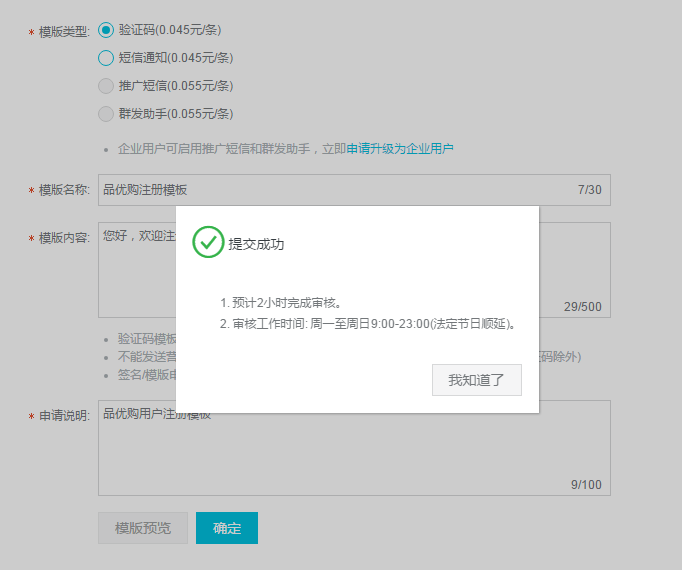 * 模版类型: 验证码(0.045元/条)
短信通知(0.045元/条)
推广短信(0.055元/条)
群发助手(0.055元/条)
• 企业用户可启用推广短信和群发助手，立即申请升级为企业用户
* 模版名称: 品优购注册模板 7/30
* 模版内容: 您好，欢迎注
提交成功
1. 预计2小时完成审核。
2. 审核工作时间: 周一至周日9:00-23:00(法定节日顺延)。
我知道了
29/500
• 验证码模板
• 不能发送营 码除外)
• 签名/模版申
* 申请说明: 品优购用户注册模板
9/100
模版预览 确定